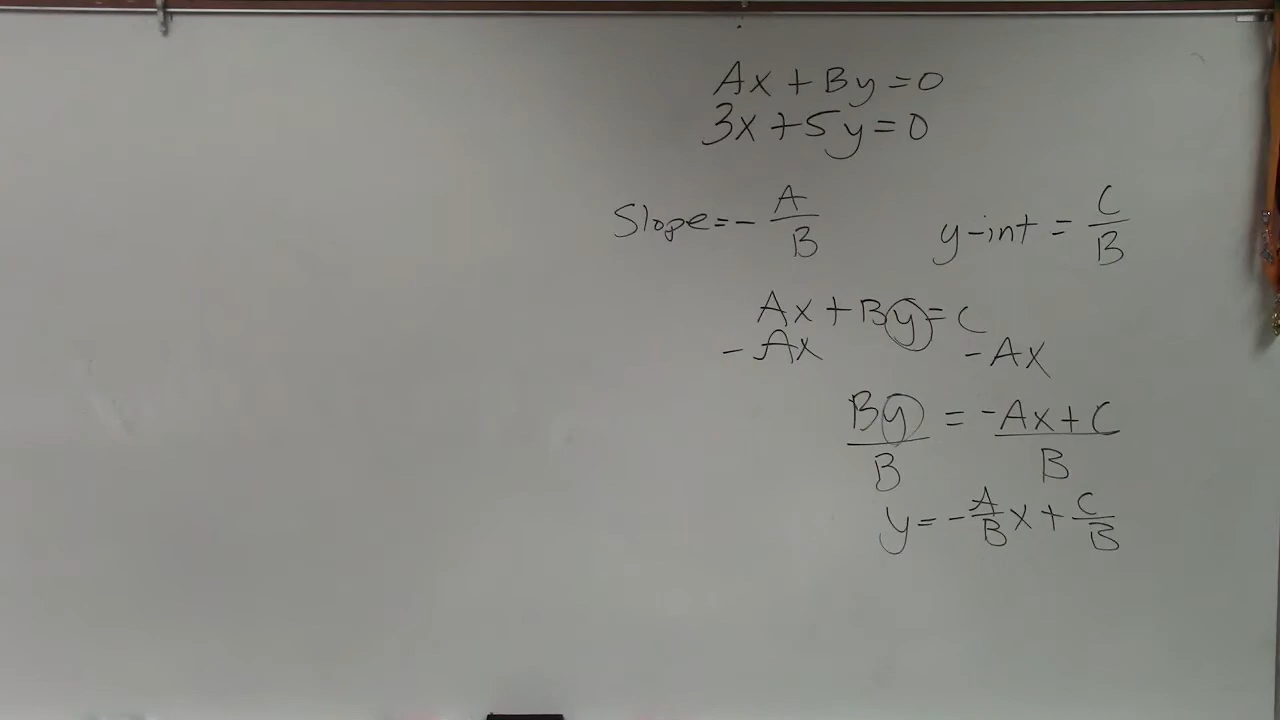 Ax + By = 0
3x + 5y = 0
Slope = - A/B y-int = C/B
Ax + By = C
- Ax - Ax
By/B = -Ax + C/B
y = - A/B x + C/B